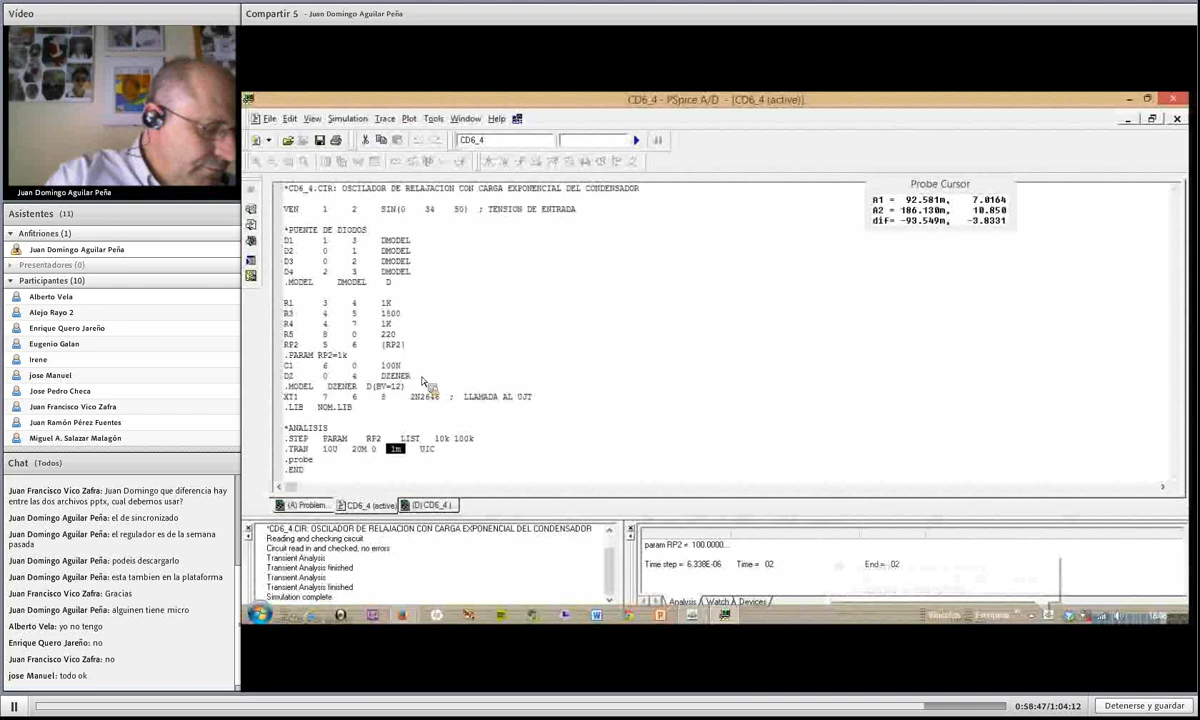 Vídeo
Compartir 5 - Juan Domingo Aguilar Peña
Juan Domingo Aguilar Peña
Asistentes (11)
Anfitriones (1)
Juan Domingo Aguilar Peña
Presentadores (0)
Participantes (10)
Alberto Vela
Alejo Rayo 2
Enrique Quero Jareño
Eugenio Galan
Irene
jose Manuel
Jose Pedro Checa
Juan Francisco Vico Zafra
Juan Ramón Pérez Fuentes
Miguel A. Salazar Malagón
Chat (Todos)
Juan Francisco Vico Zafra: Juan Domingo que diferencia hay
entre las dos archivos pptx, cual debemos usar?
Juan Domingo Aguilar Peña: el de sincronizado
Juan Domingo Aguilar Peña: el regulador es de la semana
pasada
Juan Domingo Aguilar Peña: podeis descargarlo
Juan Domingo Aguilar Peña: esta tambien en la plataforma
Juan Francisco Vico Zafra: Gracias
Juan Domingo Aguilar Peña: alguinen tiene micro
Alberto Vela: yo no tengo
Enrique Quero Jareño: no
Juan Francisco Vico Zafra: no
jose Manuel: todo ok
CD6_4 - PSpice A/D - [CD6_4 (active)]
File Edit View Simulation Trace Plot Tools Window Help
CD6_4
*CD6_4.CIR: OSCILADOR DE RELAJACION CON CARGA EXPONENCIAL DEL CONDENSADOR
VEN 1 2 SIN(0 34 50) ; TENSION DE ENTRADA
*PUENTE DE DIODOS
D1 1 3 DMODEL
D2 0 1 DMODEL
D3 0 2 DMODEL
D4 2 3 DMODEL
.MODEL DMODEL D
R1 3 4 1K
R3 4 5 1800
R4 4 7 1K
R5 8 0 220
RP2 5 6 {RP2}
.PARAM RP2=1k
C1 6 0 100N
DZ 0 4 DZENER
.MODEL DZENER D(BV=12)
XT1 7 6 8 2N2646 ; LLAMADA AL UJT
.LIB NOM.LIB
*ANALISIS
.STEP PARAM RP2 LIST 10k 100k
.TRAN 10U 20M 0 1m UIC
.probe
.END
Probe Cursor
A1 = 92.581m, 7.0164
A2 = 186.130m, 10.850
dif= -93.549m, -3.8331
(A) Problem... CD6_4 (active) (D) CD6_4 )
*CD6_4.CIR: OSCILADOR DE RELAJACION CON CARGA EXPONENCIAL DEL CONDENSADOR
Reading and checking circuit
Circuit read in and checked, no errors
Transient Analysis
Transient Analysis finished
Transient Analysis
Transient Analysis finished
Simulation complete
param RP2 = 100.0000...
Time step = 6.338E-06 Time = .02 End = .02
Analysis Watch Devices
0:58:47/1:04:12
Detenerse y guardar